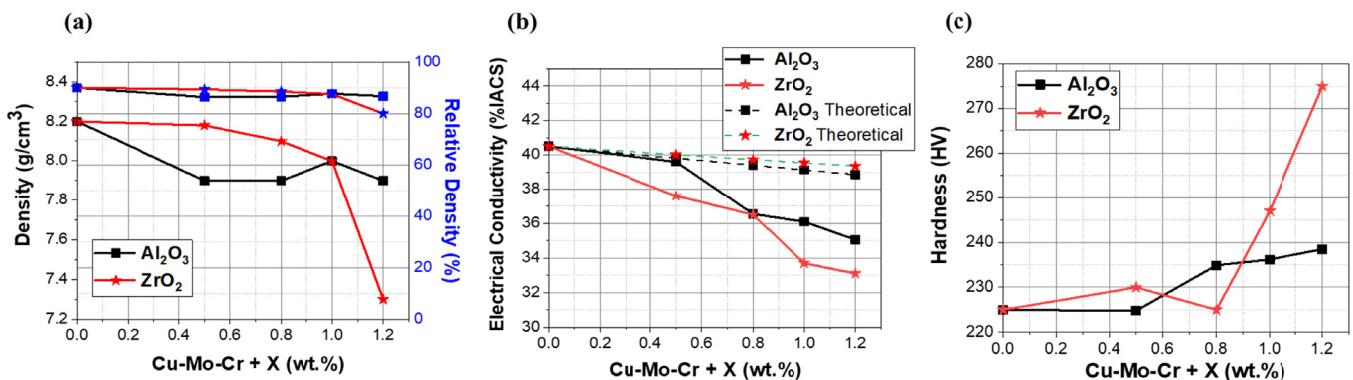 (a)
8.4
8.2
8.0
7.8
7.6
7.4
7.2
Density (g/cm³)
100
80
60
40
20
0
Relative Density (%)
Al₂O₃
ZrO₂
0.0 0.2 0.4 0.6 0.8 1.0 1.2
Cu-Mo-Cr + X (wt.%)
(b)
44
42
40
38
36
34
32
30
Electrical Conductivity (%IACS)
Al₂O₃
ZrO₂
Al₂O₃ Theoretical
ZrO₂ Theoretical
0.0 0.2 0.4 0.6 0.8 1.0 1.2
Cu-Mo-Cr + X (wt.%)
(c)
280
270
260
250
240
230
220
Hardness (HV)
Al₂O₃
ZrO₂
0.0 0.2 0.4 0.6 0.8 1.0 1.2
Cu-Mo-Cr + X (wt.%)